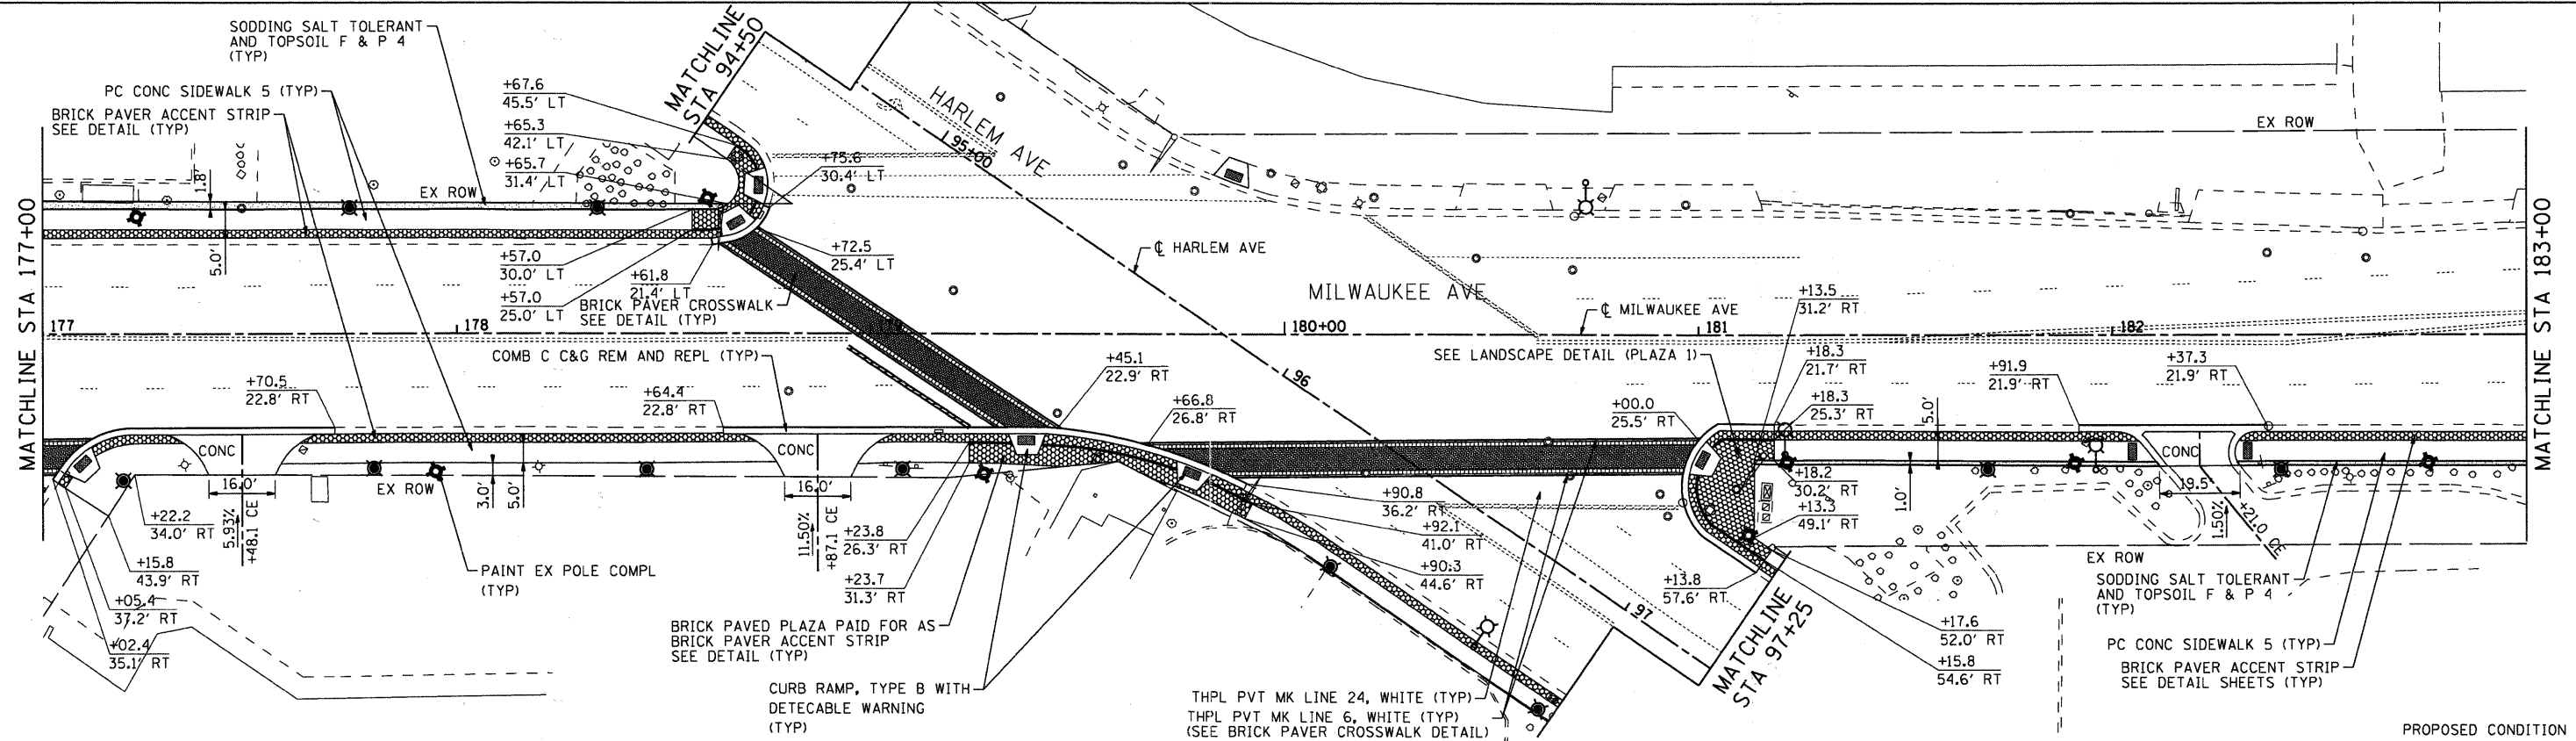 SODDING SALT TOLERANT
AND TOPSOIL F & P 4
(TYP)
PC CONC SIDEWALK 5 (TYP)
BRICK PAVER ACCENT STRIP
SEE DETAIL (TYP)
MATCHLINE
STA 94+50
HARLEM AVE
95+00
+67.6
45.5' LT
+65.3
42.1' LT
+65.7
31.4' LT
+75.6
30.4' LT
EX ROW
EX ROW
1.8'
5.0'
MATCHLINE STA 177+00
+57.0
30.0' LT
+57.0
25.0' LT
+61.8
21.4' LT
+72.5
25.4' LT
BRICK PAVER CROSSWALK
SEE DETAIL (TYP)
℄ HARLEM AVE
MILWAUKEE AVE
℄ MILWAUKEE AVE
177
178
179
180+00
181
182
MATCHLINE STA 183+00
+13.5
31.2' RT
COMB C C&G REM AND REPL (TYP)
SEE LANDSCAPE DETAIL (PLAZA 1)
+70.5
22.8' RT
+64.4
22.8' RT
+45.1
22.9' RT
+66.8
26.8' RT
96
+00.0
25.5' RT
+18.3
21.7' RT
+18.3
25.3' RT
+91.9
21.9' RT
+37.3
21.9' RT
5.0'
CONC
CONC
CONC
16.0'
EX ROW
3.0'
5.0'
16.0'
+22.2
34.0' RT
5.93%
+48.1 CE
11.50%
+87.1 CE
+23.8
26.3' RT
+23.7
31.3' RT
+90.8
36.2' RT
+92.1
41.0' RT
+90.3
44.6' RT
+18.2
30.2' RT
+13.3
49.1' RT
1.0'
19.5'
1.50%
+21.0 CE
+15.8
43.9' RT
+05.4
37.2' RT
+02.4
35.1' RT
PAINT EX POLE COMPL
(TYP)
BRICK PAVED PLAZA PAID FOR AS
BRICK PAVER ACCENT STRIP
SEE DETAIL (TYP)
CURB RAMP, TYPE B WITH
DETECABLE WARNING
(TYP)
97
+13.8
57.6' RT
MATCHLINE
STA 97+25
+17.6
52.0' RT
+15.8
54.6' RT
EX ROW
SODDING SALT TOLERANT
AND TOPSOIL F & P 4
(TYP)
PC CONC SIDEWALK 5 (TYP)
BRICK PAVER ACCENT STRIP
SEE DETAIL SHEETS (TYP)
THPL PVT MK LINE 24, WHITE (TYP)
THPL PVT MK LINE 6, WHITE (TYP)
(SEE BRICK PAVER CROSSWALK DETAIL)
PROPOSED CONDITION